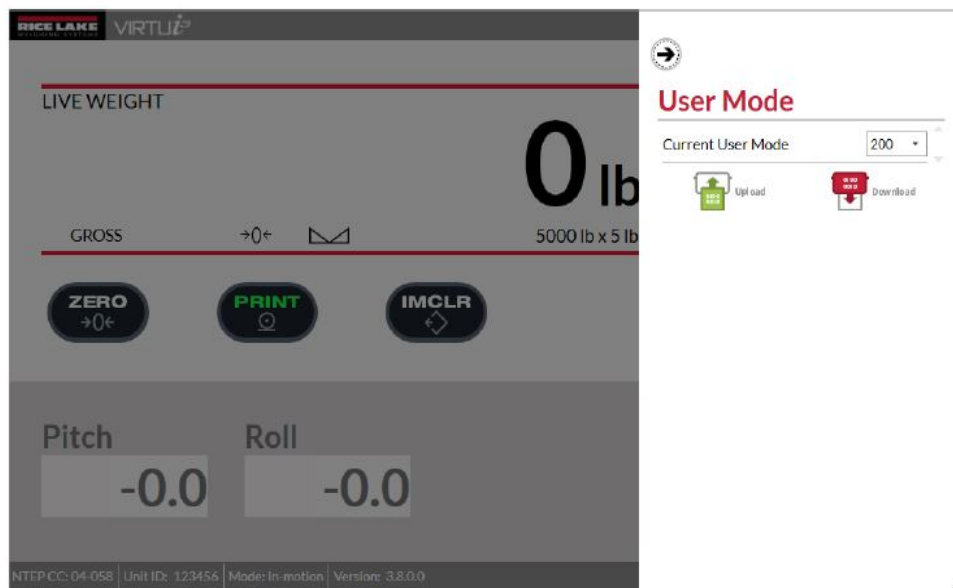 RICE LAKE VIRTUi³
WEIGHING SYSTEMS
LIVE WEIGHT
0 lb
GROSS →0← 5000 lb x 5 lb
ZERO PRINT IMCLR
→0←
Pitch Roll
-0.0 -0.0
NTEP CC: 04-058 Unit ID: 123456 Mode: In-motion Version: 3.8.0.0
User Mode
Current User Mode 200
Upload Download